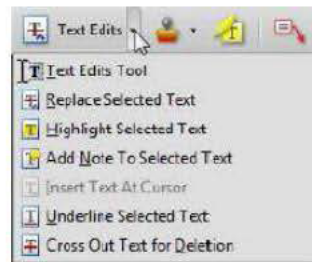 Text Edits
Text Edits Tool
Replace Selected Text
Highlight Selected Text
Add Note To Selected Text
Insert Text At Cursor
Underline Selected Text
Cross Out Text for Deletion